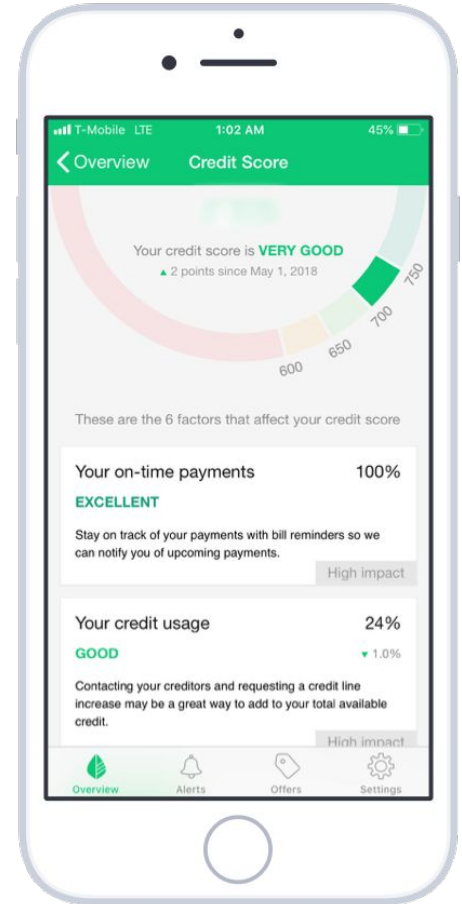 T-Mobile LTE 1:02 AM 45%
Overview Credit Score
Your credit score is VERY GOOD
▲ 2 points since May 1, 2018
600 650 700 750
These are the 6 factors that affect your credit score
Your on-time payments 100%
EXCELLENT
Stay on track of your payments with bill reminders so we
can notify you of upcoming payments.
High impact
Your credit usage 24%
GOOD ▼ 1.0%
Contacting your creditors and requesting a credit line
increase may be a great way to add to your total available
credit.
High impact
Overview Alerts Offers Settings